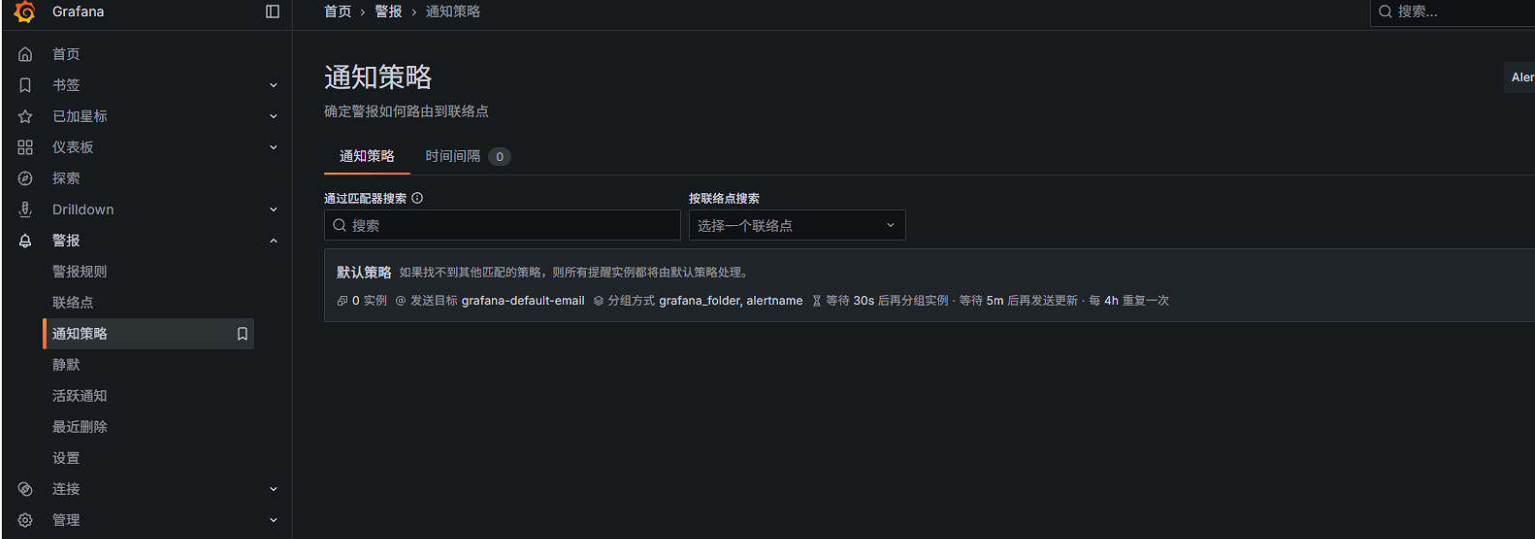 Grafana
首页 › 警报 › 通知策略
搜索...
首页
书签
已加星标
仪表板
探索
Drilldown
警报
警报规则
联络点
通知策略
静默
活跃通知
最近删除
设置
连接
管理
通知策略
Aler
确定警报如何路由到联络点
通知策略 时间间隔 0
通过匹配器搜索 按联络点搜索
搜索 选择一个联络点
默认策略 如果找不到其他匹配的策略，则所有提醒实例都将由默认策略处理。
0 实例 @ 发送目标 grafana-default-email 分组方式 grafana_folder, alertname 等待 30s 后再分组实例 · 等待 5m 后再发送更新 · 每 4h 重复一次